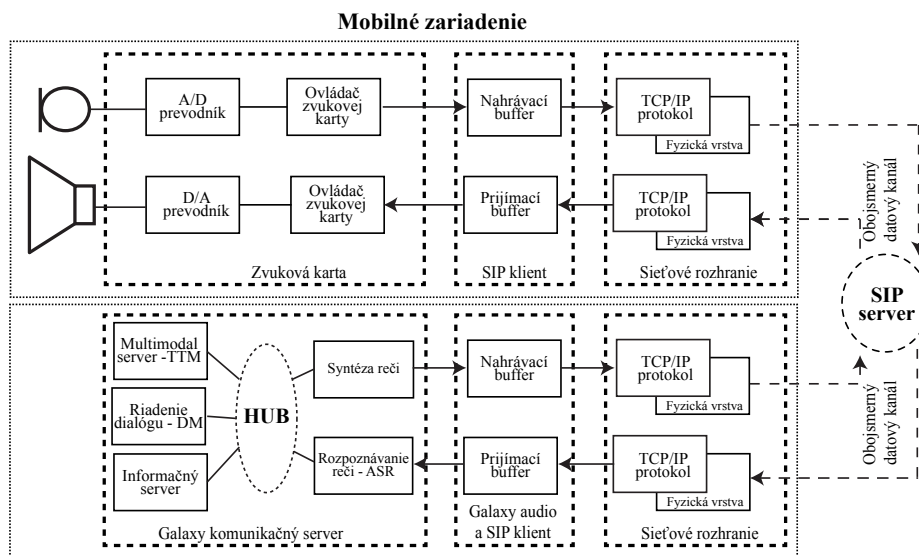 Mobilné zariadenie
A/D
prevodník
Ovládač
zvukovej
karty
Nahrávací
buffer
TCP/IP
protokol
Fyzická vrstva
D/A
prevodník
Ovládač
zvukovej
karty
Prijímací
buffer
TCP/IP
protokol
Fyzická vrstva
Zvuková karta
SIP klient
Sieťové rozhranie
Obojsmerný
datový kanál
SIP
server
Obojsmerný
datový kanál
Multimodal
server -TTM
Riadenie
dialógu - DM
Informačný
server
HUB
Syntéza reči
Rozpoznávanie
reči - ASR
Nahrávací
buffer
TCP/IP
protokol
Fyzická vrstva
Prijímací
buffer
TCP/IP
protokol
Fyzická vrstva
Galaxy komunikačný server
Galaxy audio
a SIP klient
Sieťové rozhranie